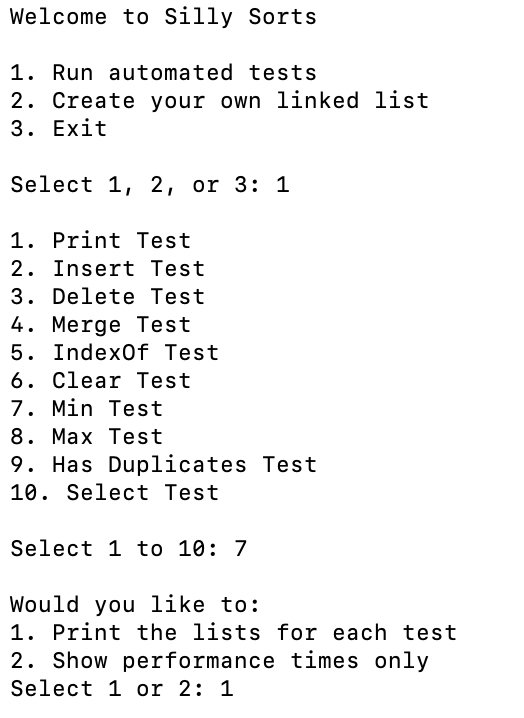 Welcome to Silly Sorts
1. Run automated tests
2. Create your own linked list
3. Exit
Select 1, 2, or 3: 1
1. Print Test
2. Insert Test
3. Delete Test
4. Merge Test
5. IndexOf Test
6. Clear Test
7. Min Test
8. Max Test
9. Has Duplicates Test
10. Select Test
Select 1 to 10: 7
Would you like to:
1. Print the lists for each test
2. Show performance times only
Select 1 or 2: 1